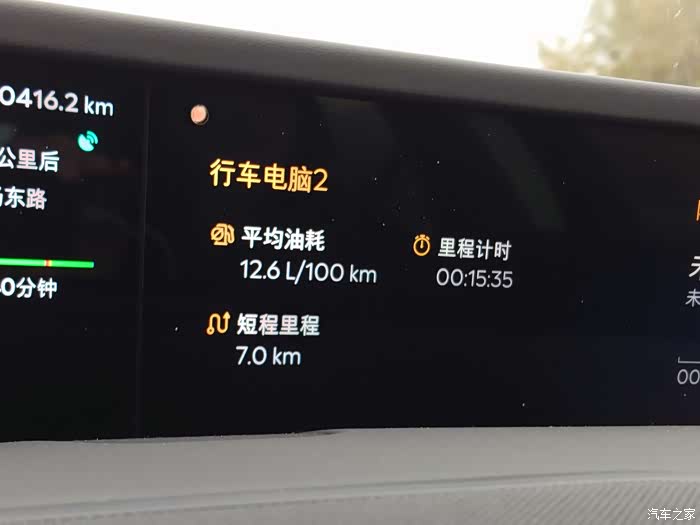 0416.2 km
公里后
东路
0分钟
行车电脑2
平均油耗
12.6 L/100 km
里程计时
00:15:35
短程里程
7.0 km
未
00
汽车之家